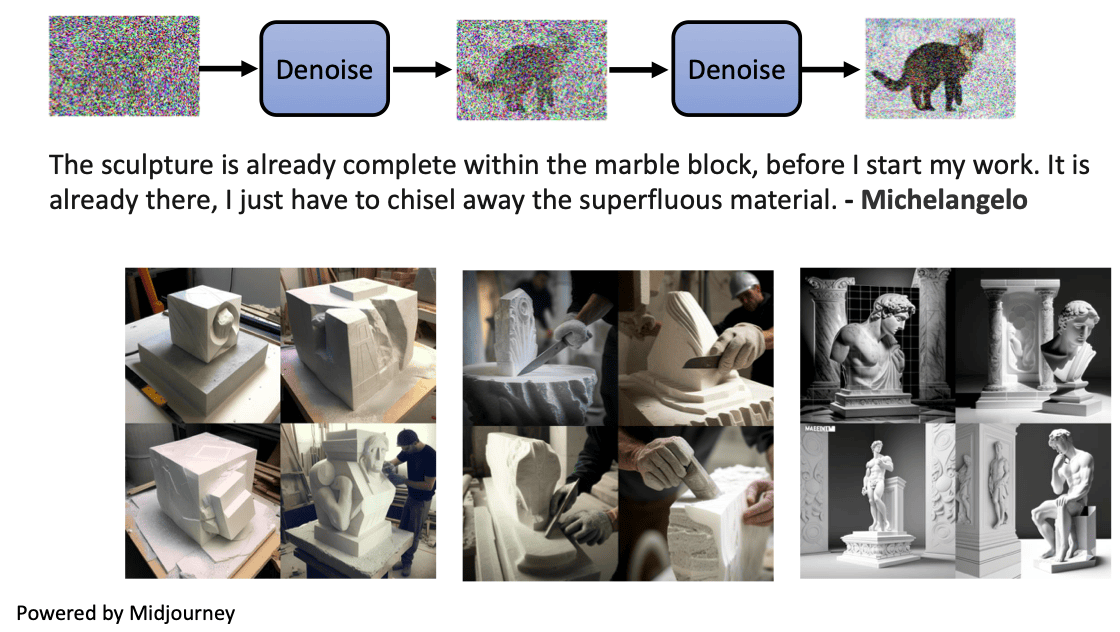 Denoise
Denoise
The sculpture is already complete within the marble block, before I start my work. It is
already there, I just have to chisel away the superfluous material. - Michelangelo
Powered by Midjourney